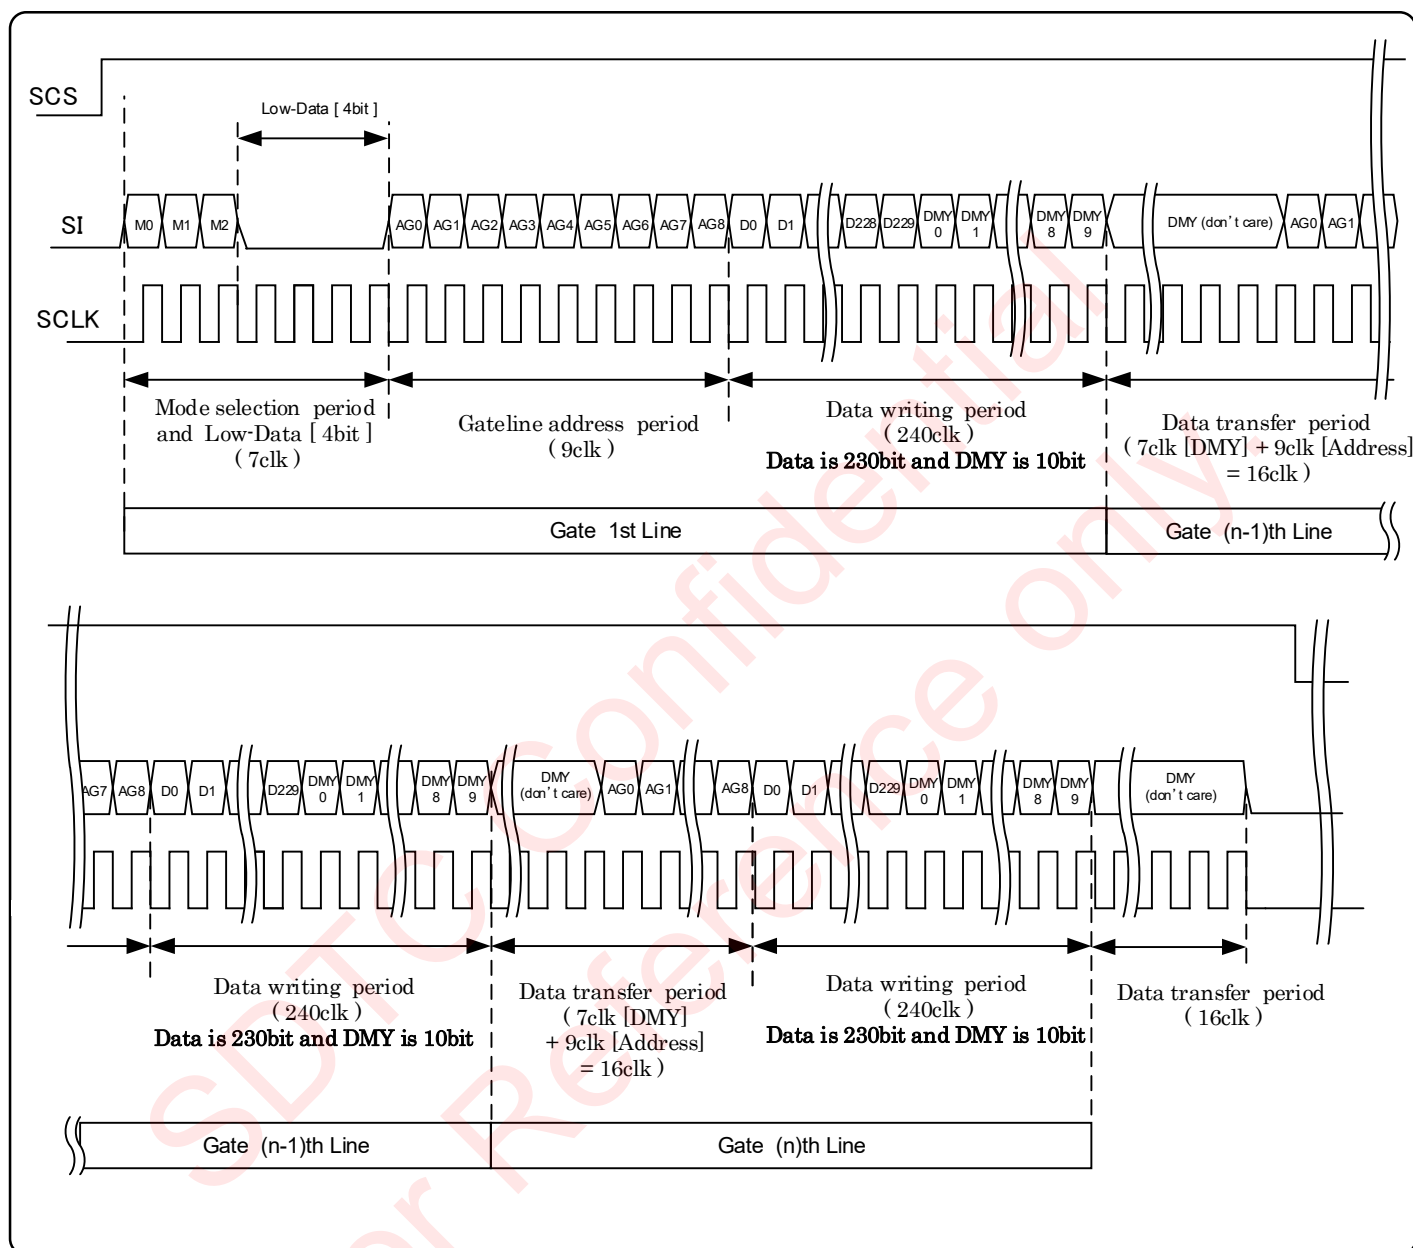 SCS
Low-Data [ 4bit ]
SI
M0 M1 M2 AG0 AG1 AG2 AG3 AG4 AG5 AG6 AG7 AG8 D0 D1 D228 D229 DMY 0 DMY 1 DMY 8 DMY 9 DMY (don't care) AG0 AG1
SCLK
Mode selection period
and Low-Data [ 4bit ]
( 7clk )
Gateline address period
( 9clk )
Data writing period
( 240clk )
Data is 230bit and DMY is 10bit
Data transfer period
( 7clk [DMY] + 9clk [Address]
= 16clk )
Gate 1st Line
Gate (n-1)th Line
AG7 AG8 D0 D1 D229 DMY 0 DMY 1 DMY 8 DMY 9 DMY (don't care) AG0 AG1 AG8 D0 D1 D229 DMY 0 DMY 1 DMY 8 DMY 9 DMY (don't care)
Data writing period
( 240clk )
Data is 230bit and DMY is 10bit
Data transfer period
( 7clk [DMY]
+ 9clk [Address]
= 16clk )
Data writing period
( 240clk )
Data is 230bit and DMY is 10bit
Data transfer period
( 16clk )
Gate (n-1)th Line
Gate (n)th Line
SDTC Confidential
or Reference only.